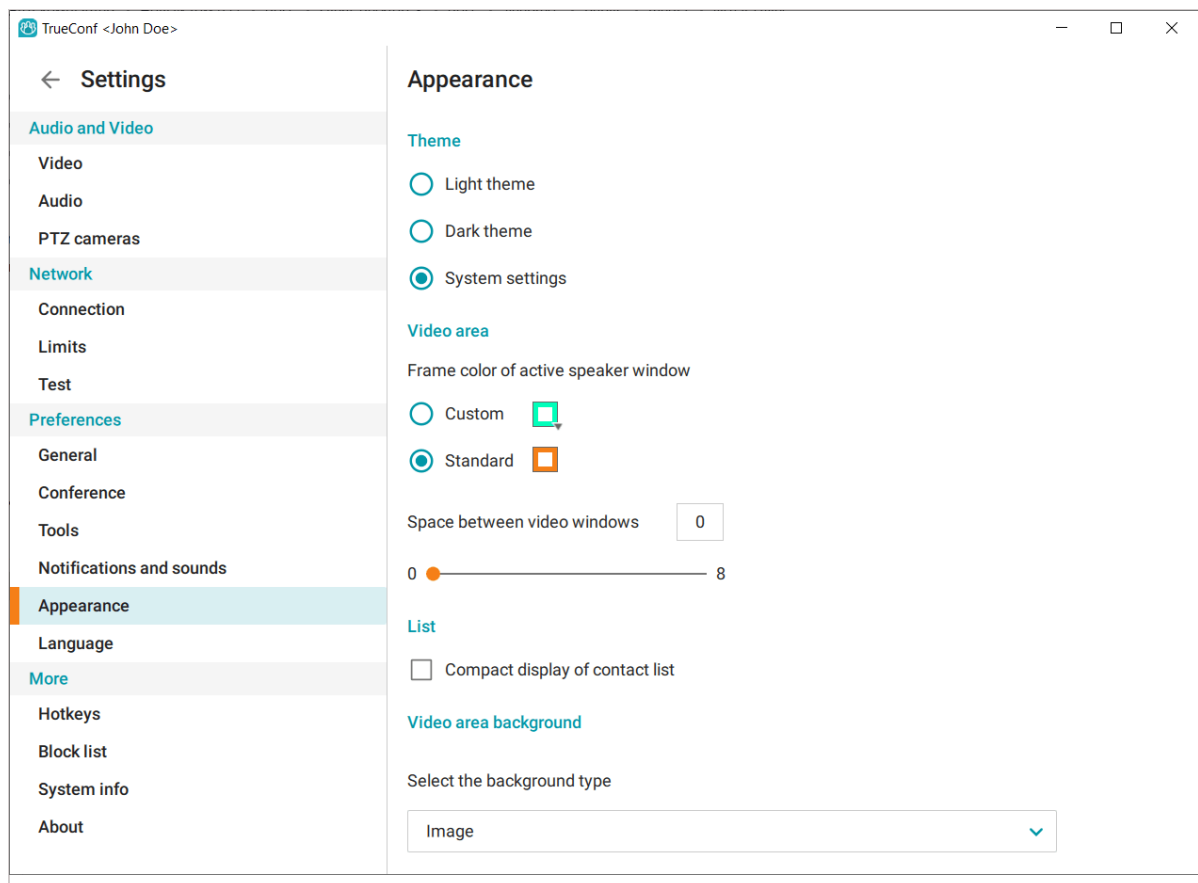 TrueConf <John Doe>
Settings
Audio and Video
Video
Audio
PTZ cameras
Network
Connection
Limits
Test
Preferences
General
Conference
Tools
Notifications and sounds
Appearance
Language
More
Hotkeys
Block list
System info
About
Appearance
Theme
Light theme
Dark theme
System settings
Video area
Frame color of active speaker window
Custom
Standard
Space between video windows 0
0 8
List
Compact display of contact list
Video area background
Select the background type
Image